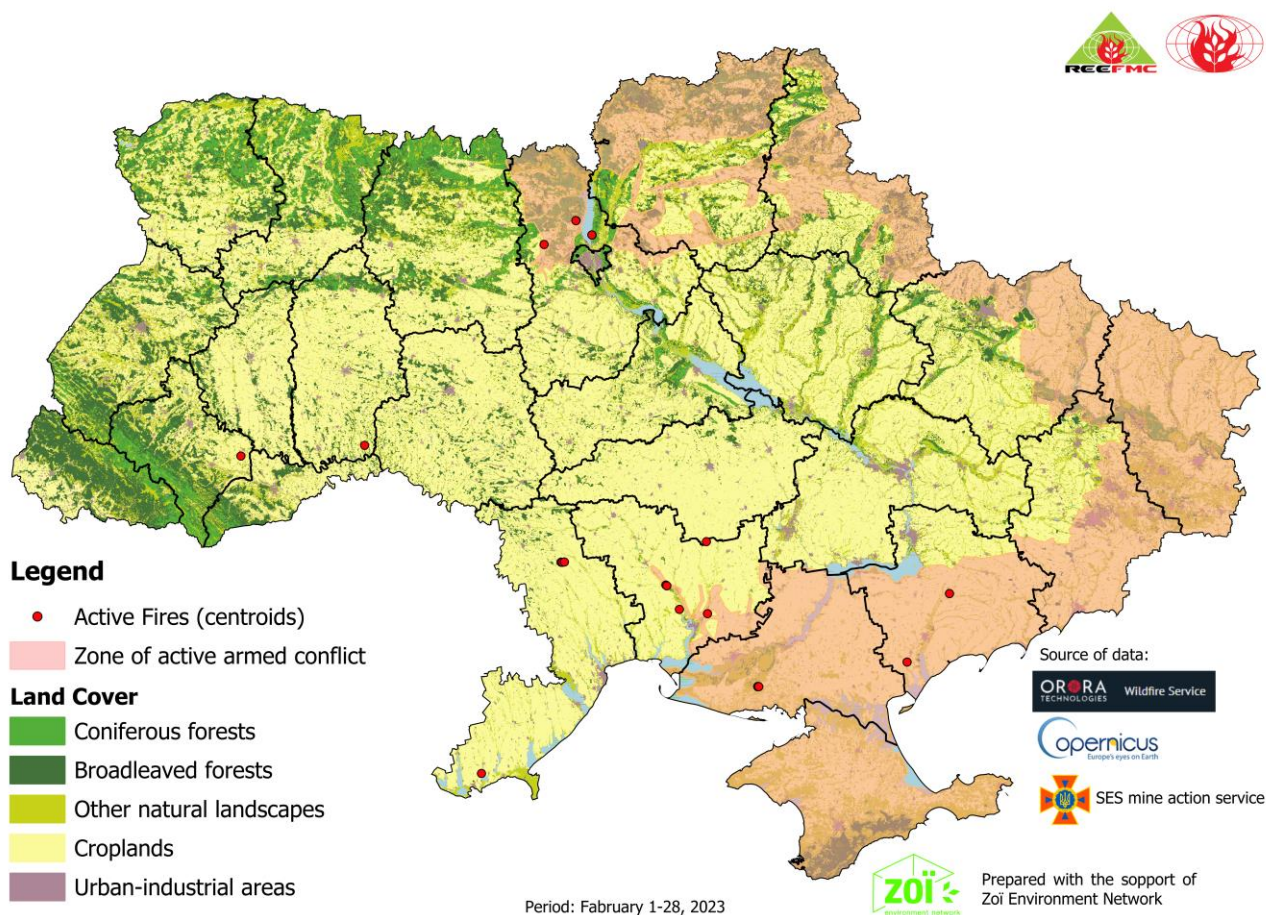 REEFMC
Legend
Active Fires (centroids)
Zone of active armed conflict
Land Cover
Coniferous forests
Broadleaved forests
Other natural landscapes
Croplands
Urban-industrial areas
Period: Fabruary 1-28, 2023
Source of data:
ORORA
TECHNOLOGIES
Wildfire Service
opernicus
Europe's eyes on Earth
SES mine action service
zoï
environment network
Prepared with the sopport of
Zoï Environment Network